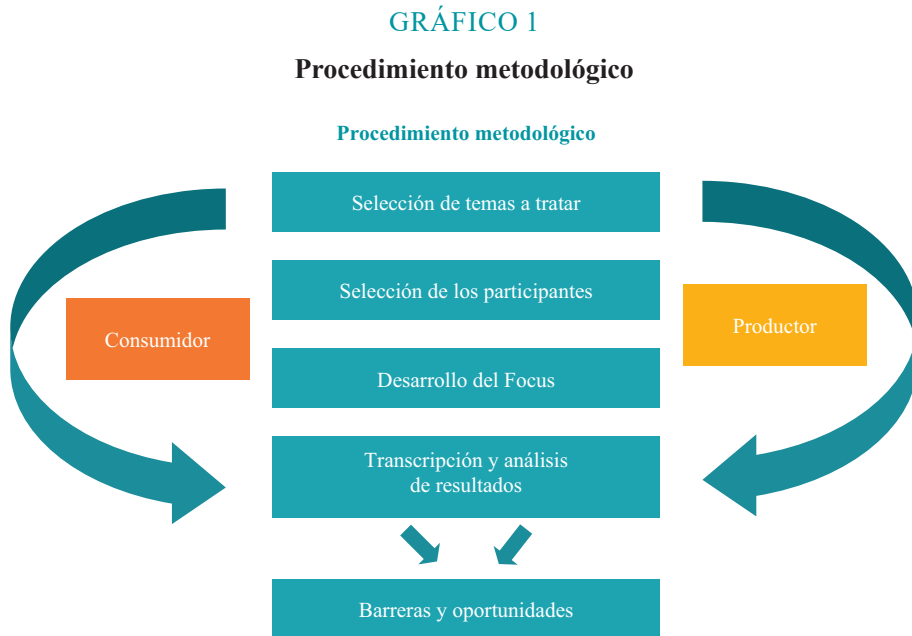 GRÁFICO 1
Procedimiento metodológico
Procedimiento metodológico
Selección de temas a tratar
Selección de los participantes
Consumidor
Productor
Desarrollo del Focus
Transcripción y análisis
de resultados
Barreras y oportunidades